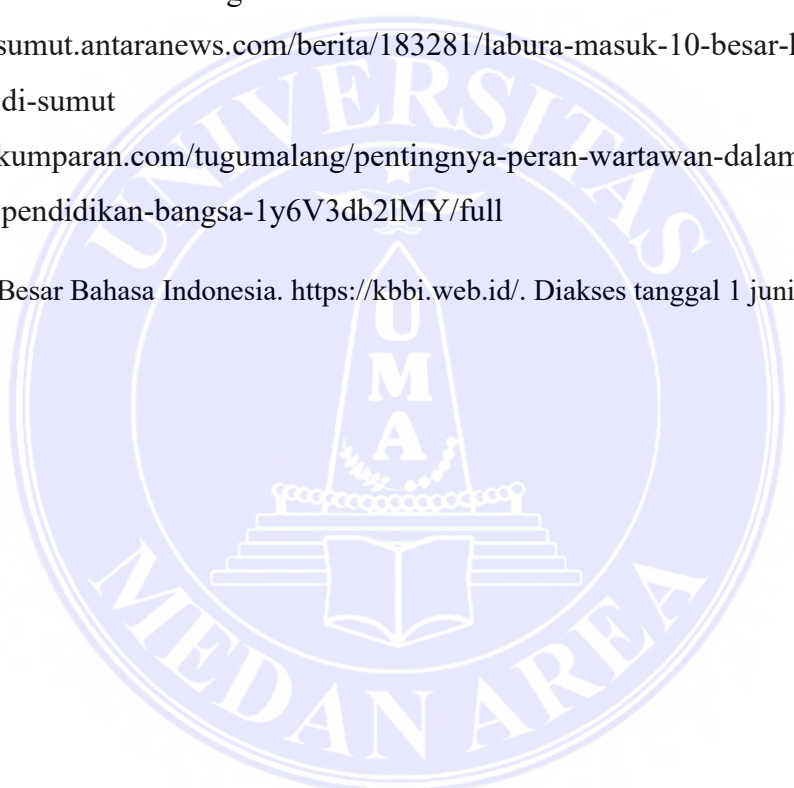 sumut.antaranews.com/berita/183281/labura-masuk-10-besar-
di-sumut
kumparan.com/tugumalang/pentingnya-peran-wartawan-dalam
pendidikan-bangsa-1y6V3db2lMY/full
Besar Bahasa Indonesia. https://kbbi.web.id/. Diakses tanggal 1 juni
UNIVERSITAS
UMA
MEDAN AREA